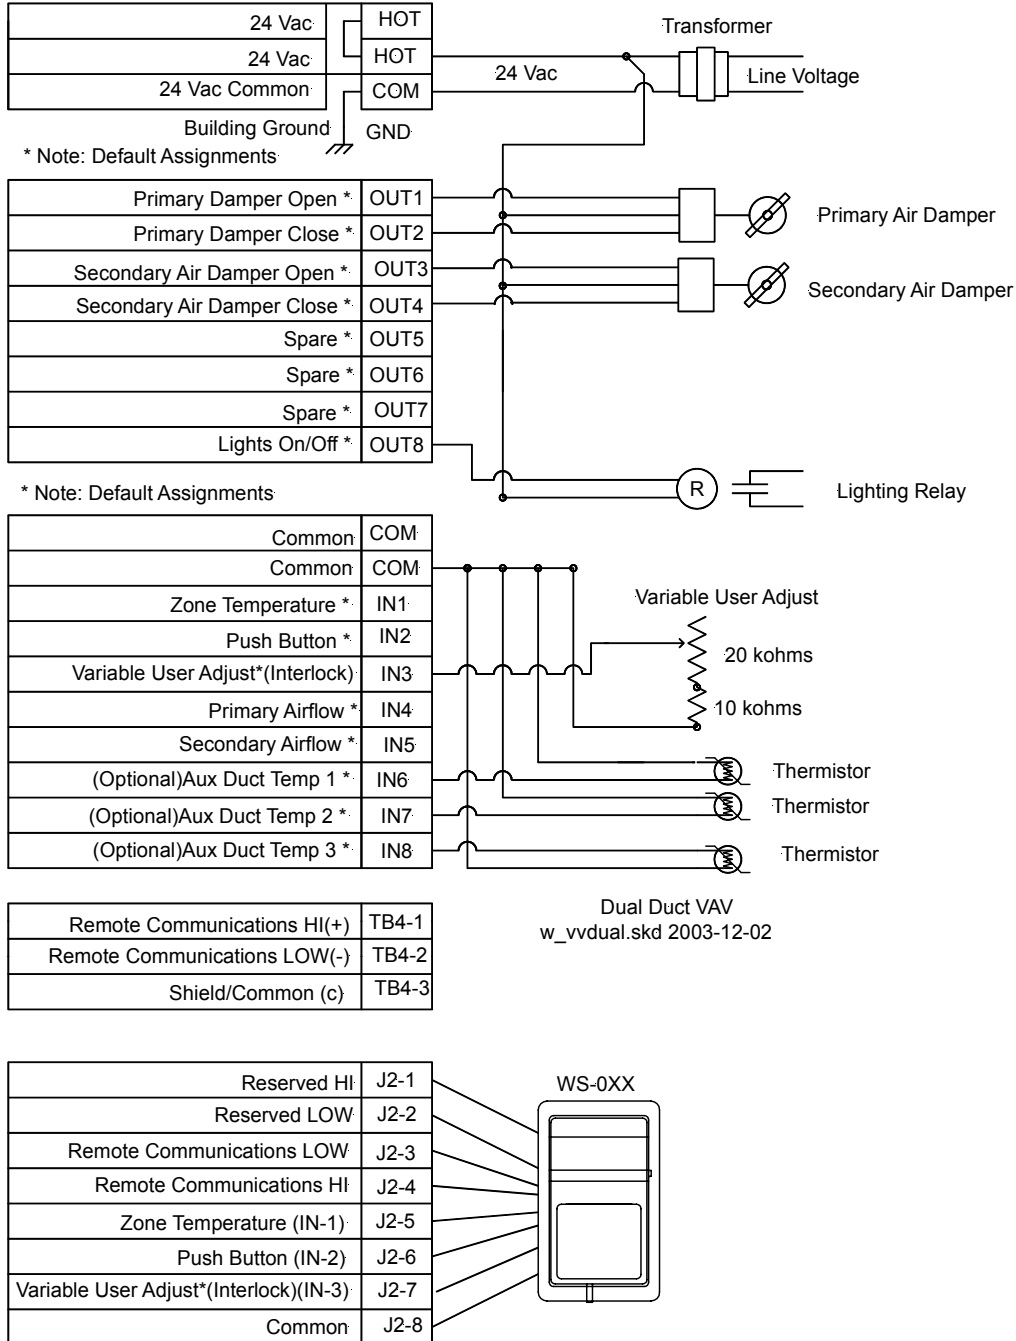 24 Vac HOT
Transformer
24 Vac HOT
24 Vac
Line Voltage
24 Vac Common COM
Building Ground GND
* Note: Default Assignments
Primary Damper Open * OUT1
Primary Air Damper
Primary Damper Close * OUT2
Secondary Air Damper Open * OUT3
Secondary Air Damper
Secondary Air Damper Close * OUT4
Spare * OUT5
Spare * OUT6
Spare * OUT7
Lights On/Off * OUT8
R
Lighting Relay
* Note: Default Assignments
Common COM
Common COM
Zone Temperature * IN1
Variable User Adjust
Push Button * IN2
20 kohms
Variable User Adjust*(Interlock) IN3
Primary Airflow * IN4
10 kohms
Secondary Airflow * IN5
(Optional)Aux Duct Temp 1 * IN6
Thermistor
(Optional)Aux Duct Temp 2 * IN7
Thermistor
(Optional)Aux Duct Temp 3 * IN8
Thermistor
Dual Duct VAV
w_vvdual.skd 2003-12-02
Remote Communications HI(+) TB4-1
Remote Communications LOW(-) TB4-2
Shield/Common (c) TB4-3
Reserved HI J2-1
WS-0XX
Reserved LOW J2-2
Remote Communications LOW J2-3
Remote Communications HI J2-4
Zone Temperature (IN-1) J2-5
Push Button (IN-2) J2-6
Variable User Adjust*(Interlock)(IN-3) J2-7
Common J2-8